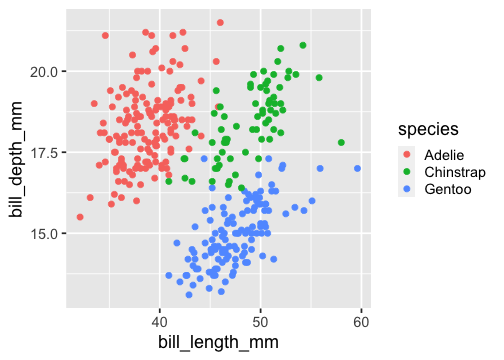 20.0
17.5
15.0
bill_depth_mm
40
50
60
bill_length_mm
species
Adelie
Chinstrap
Gentoo